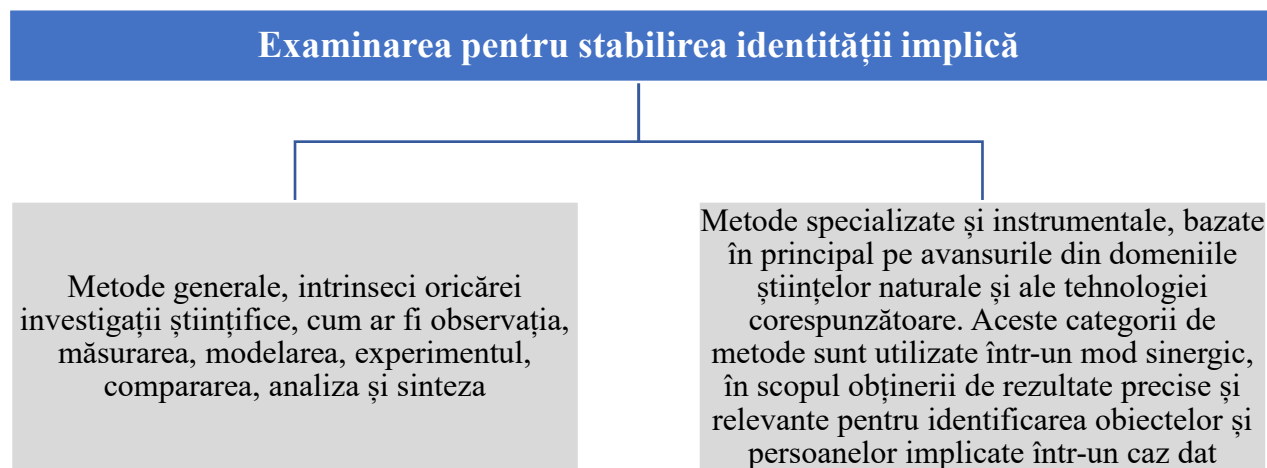 Examinarea pentru stabilirea identității implică
Metode generale, intrinseci oricărei
investigații științifice, cum ar fi observația,
măsurarea, modelarea, experimentul,
compararea, analiza și sinteza
Metode specializate și instrumentale, bazate
în principal pe avansurile din domeniile
științelor naturale și ale tehnologiei
corespunzătoare. Aceste categorii de
metode sunt utilizate într-un mod sinergic,
în scopul obținerii de rezultate precise și
relevante pentru identificarea obiectelor și
persoanelor implicate într-un caz dat